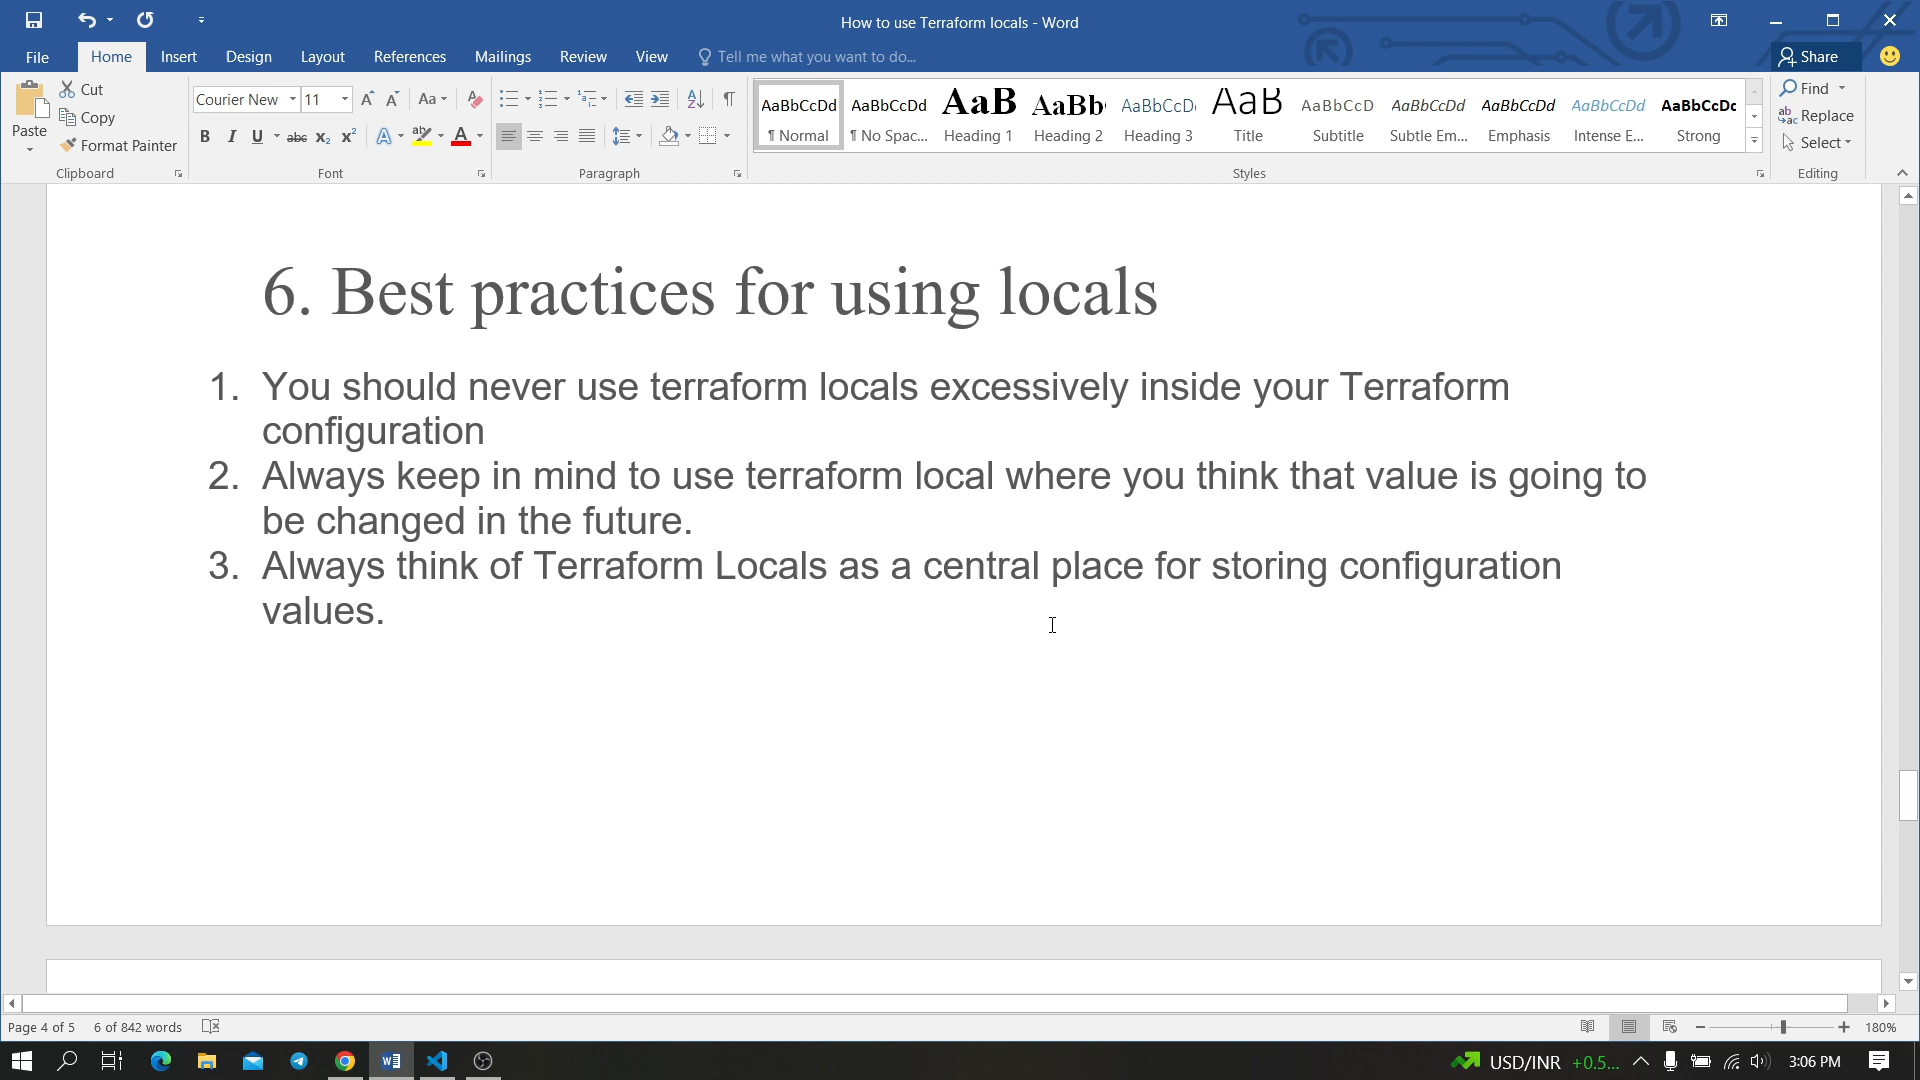 How to use Terraform locals - Word
File Home Insert Design Layout References Mailings Review View Tell me what you want to do... Share
Paste
Cut
Copy
Format Painter
Clipboard
Courier New 11
Aa
B I U abc X₂ X² A A
Font
Paragraph
AaBbCcDd AaBbCcDd AaB AaBb AaBbCcD AaB AaBbCcD AaBbCcDd AaBbCcDd AaBbCcDd AaBbCcDc
¶ Normal ¶ No Spac... Heading 1 Heading 2 Heading 3 Title Subtitle Subtle Em... Emphasis Intense E... Strong
Styles
Find
Replace
Select
Editing
6. Best practices for using locals
1. You should never use terraform locals excessively inside your Terraform
configuration
2. Always keep in mind to use terraform local where you think that value is going to
be changed in the future.
3. Always think of Terraform Locals as a central place for storing configuration
values.
Page 4 of 5 6 of 842 words 180%
USD/INR +0.5... 3:06 PM